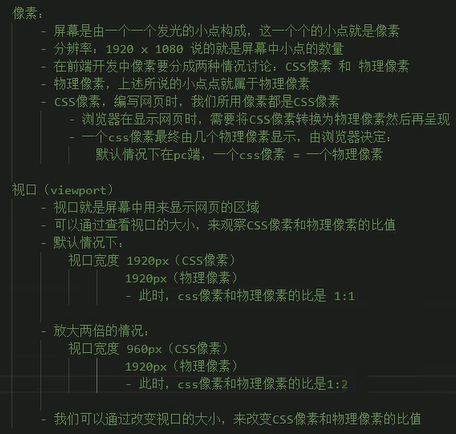 像素:
- 屏幕是由一个一个发光的小点构成，这一个个的小点就是像素
- 分辨率：1920 x 1080 说的就是屏幕中小点的数量
- 在前端开发中像素要分成两种情况讨论：CSS像素 和 物理像素
- 物理像素，上述所说的小点点就属于物理像素
- CSS像素，编写网页时，我们所用像素都是CSS像素
- 浏览器在显示网页时，需要将CSS像素转换为物理像素然后再呈现
- 一个css像素最终由几个物理像素显示，由浏览器决定：
默认情况下在pc端，一个css像素 = 一个物理像素
视口（viewport）
- 视口就是屏幕中用来显示网页的区域
- 可以通过查看视口的大小，来观察CSS像素和物理像素的比值
- 默认情况下：
视口宽度 1920px（CSS像素）
1920px（物理像素）
- 此时，css像素和物理像素的比是 1:1
- 放大两倍的情况：
视口宽度 960px（CSS像素）
1920px（物理像素）
- 此时，css像素和物理像素的比是1:2
- 我们可以通过改变视口的大小，来改变CSS像素和物理像素的比值